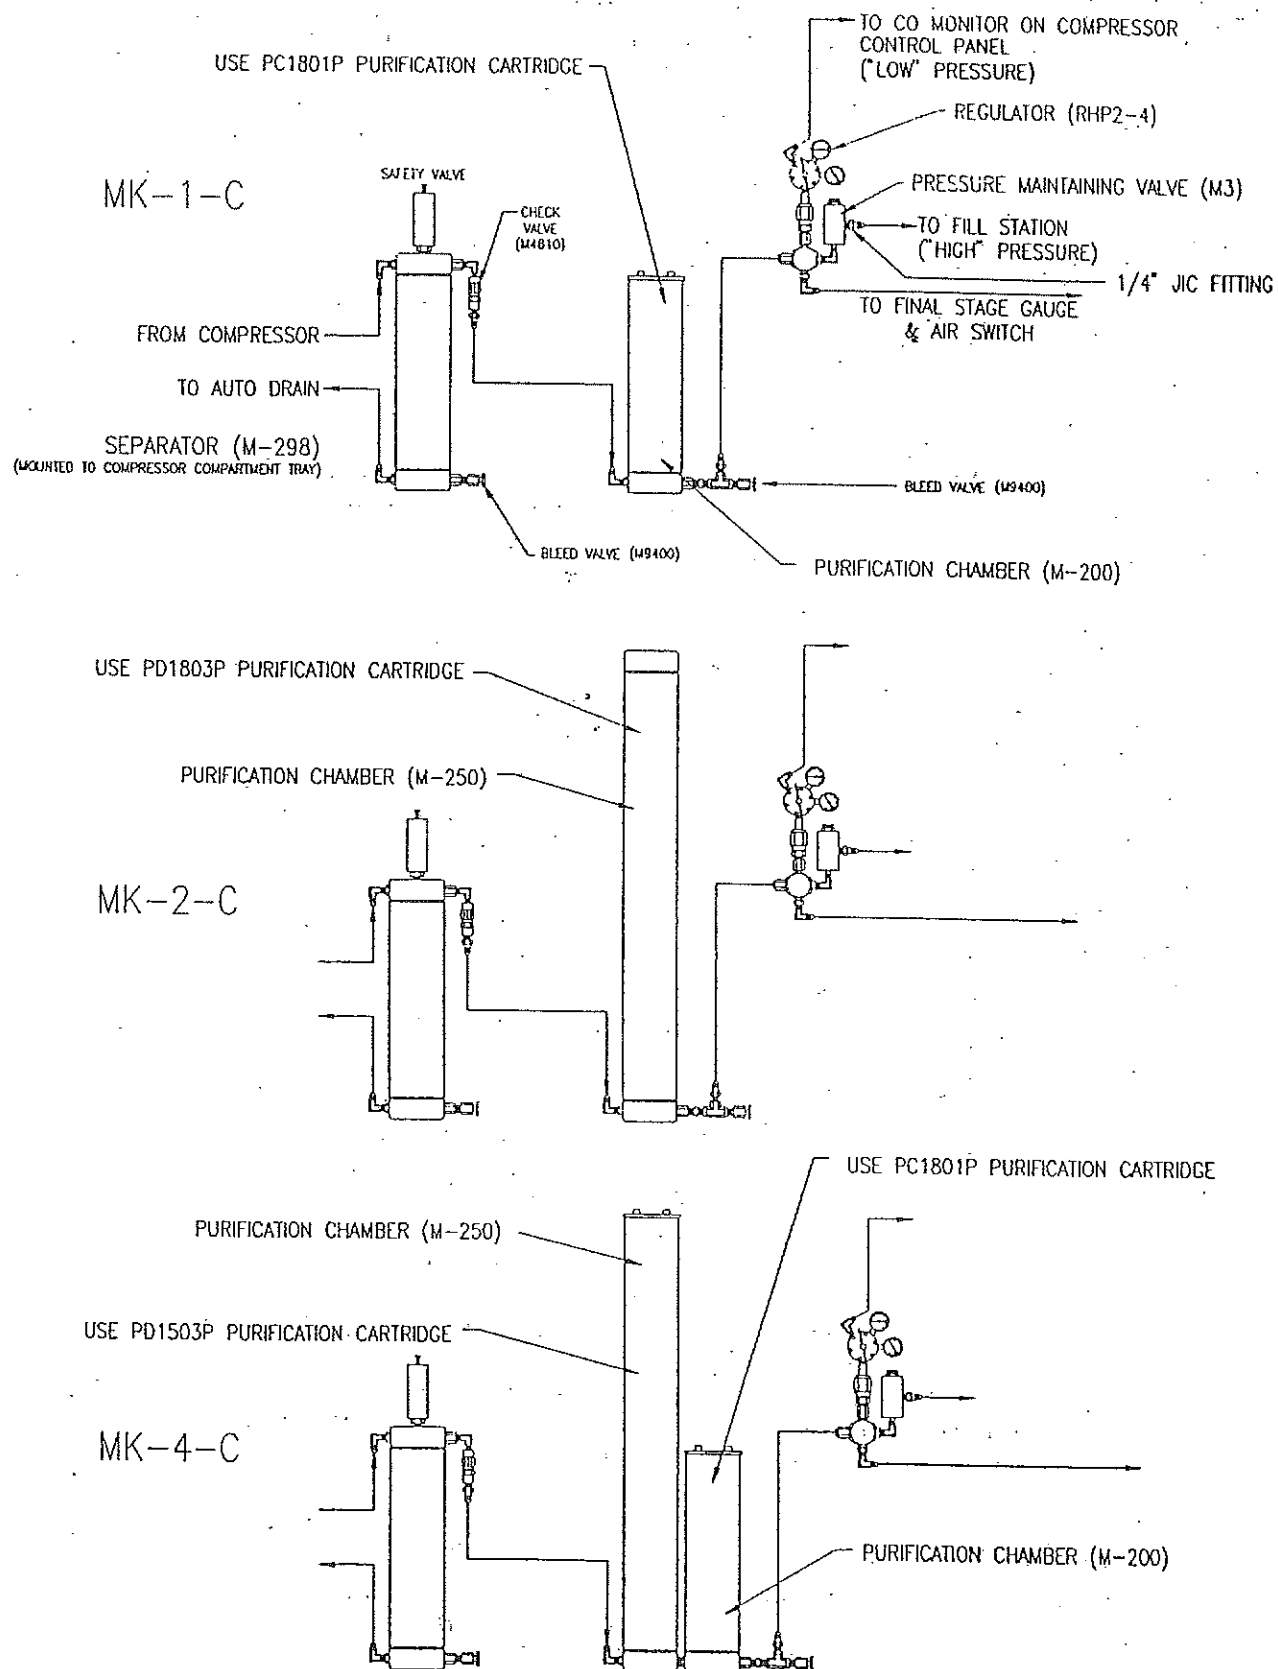 TO CO MONITOR ON COMPRESSOR
CONTROL PANEL
("LOW" PRESSURE)
USE PC1801P PURIFICATION CARTRIDGE
REGULATOR (RHP2-4)
MK-1-C
SAFETY VALVE
PRESSURE MAINTAINING VALVE (M3)
CHECK
VALVE
(M4810)
TO FILL STATION
("HIGH" PRESSURE)
1/4" JIC FITTING
TO FINAL STAGE GAUGE
& AIR SWITCH
FROM COMPRESSOR
TO AUTO DRAIN
SEPARATOR (M-298)
(MOUNTED TO COMPRESSOR COMPARTMENT TRAY)
BLEED VALVE (M9400)
BLEED VALVE (M9400)
PURIFICATION CHAMBER (M-200)
USE PD1803P PURIFICATION CARTRIDGE
PURIFICATION CHAMBER (M-250)
MK-2-C
USE PC1801P PURIFICATION CARTRIDGE
PURIFICATION CHAMBER (M-250)
USE PD1503P PURIFICATION CARTRIDGE
MK-4-C
PURIFICATION CHAMBER (M-200)